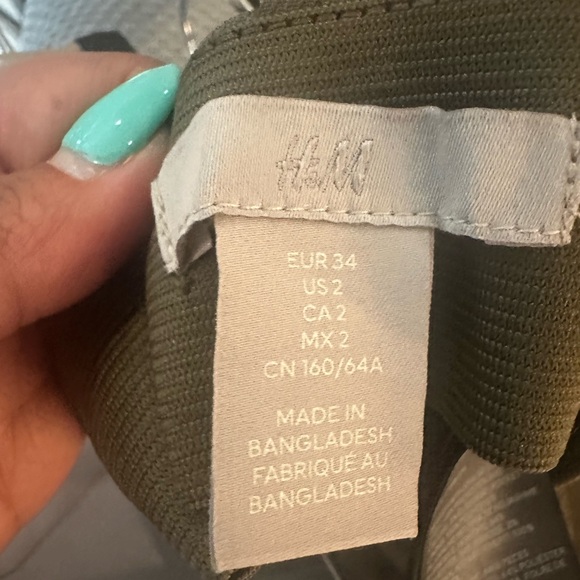 H&M
EUR 34
US 2
CA 2
MX 2
CN 160/64A
MADE IN
BANGLADESH
FABRIQUÉ AU
BANGLADESH